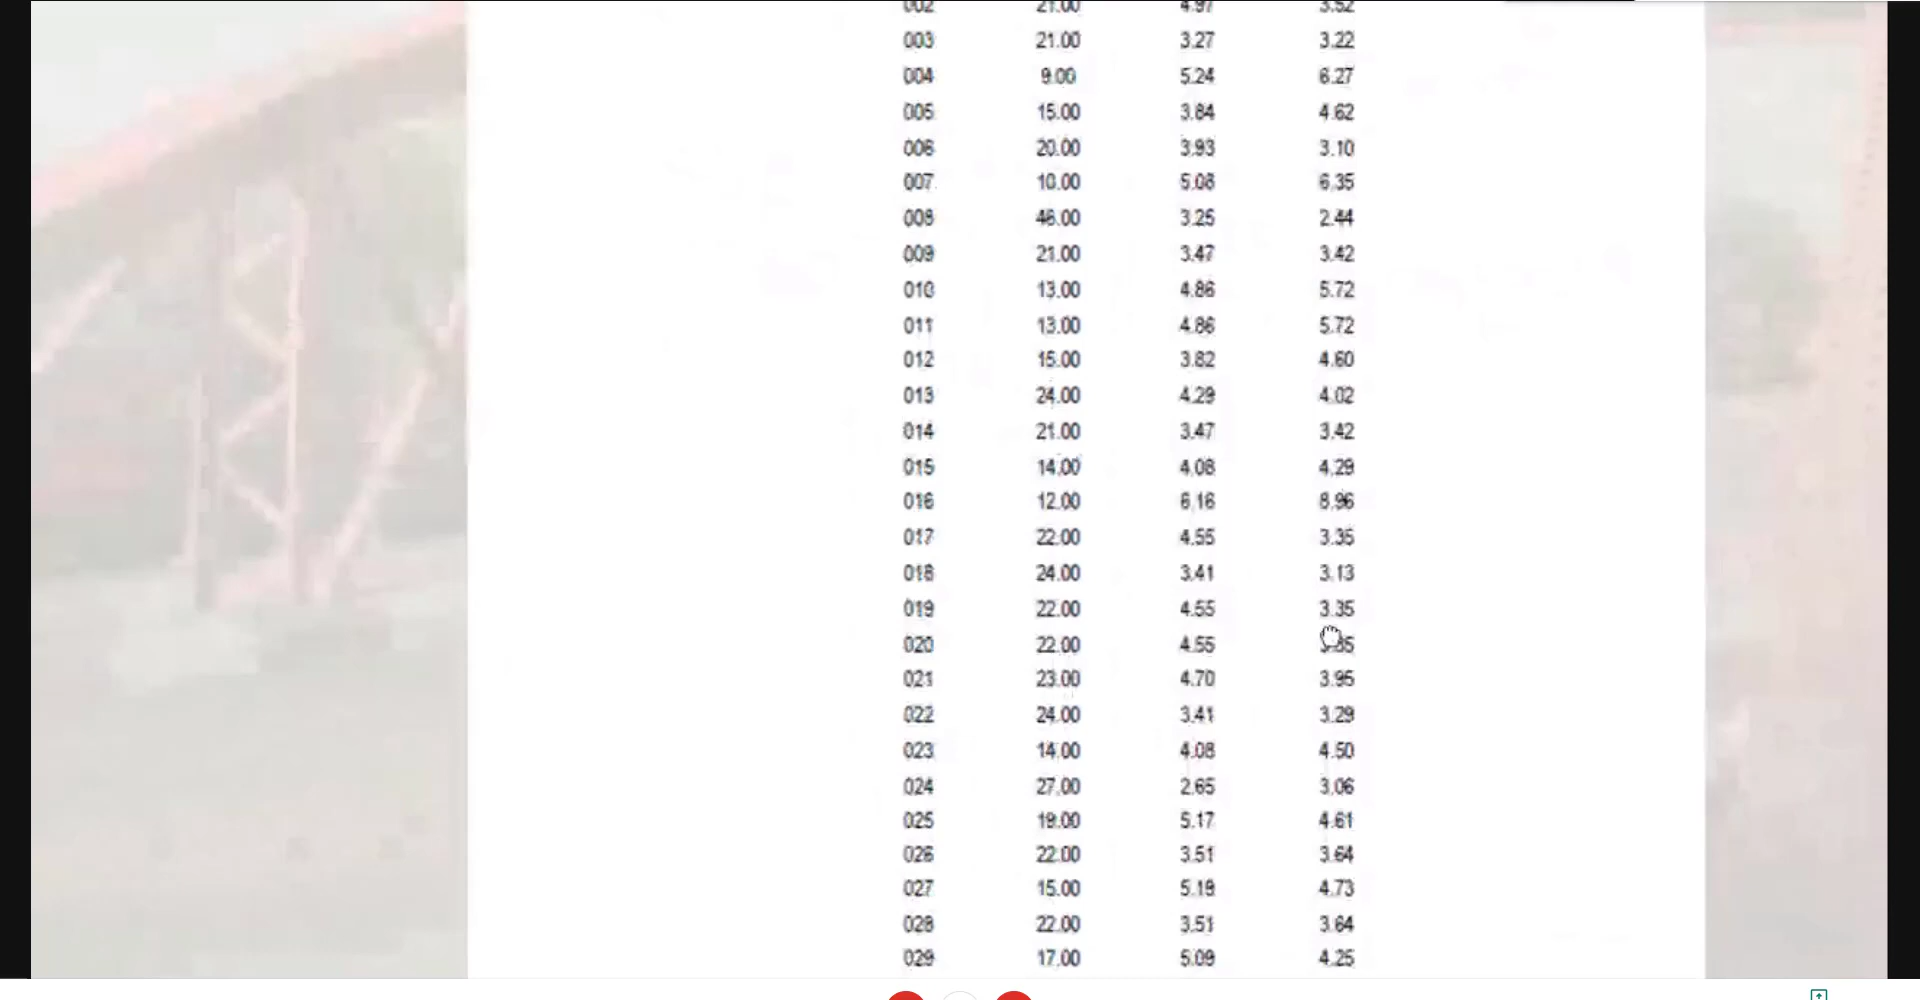 002 21.00 4.97 3.52
003 21.00 3.27 3.22
004 9.00 5.24 6.27
005 15.00 3.84 4.62
006 20.00 3.93 3.10
007 10.00 5.08 6.35
008 46.00 3.25 2.44
009 21.00 3.47 3.42
010 13.00 4.86 5.72
011 13.00 4.86 5.72
012 15.00 3.82 4.60
013 24.00 4.29 4.02
014 21.00 3.47 3.42
015 14.00 4.08 4.29
016 12.00 6.16 8.96
017 22.00 4.55 3.35
018 24.00 3.41 3.13
019 22.00 4.55 3.35
020 22.00 4.55
021 23.00 4.70 3.95
022 24.00 3.41 3.29
023 14.00 4.08 4.50
024 27.00 2.65 3.06
025 19.00 5.17 4.61
026 22.00 3.51 3.64
027 15.00 5.19 4.73
028 22.00 3.51 3.64
029 17.00 5.09 4.25